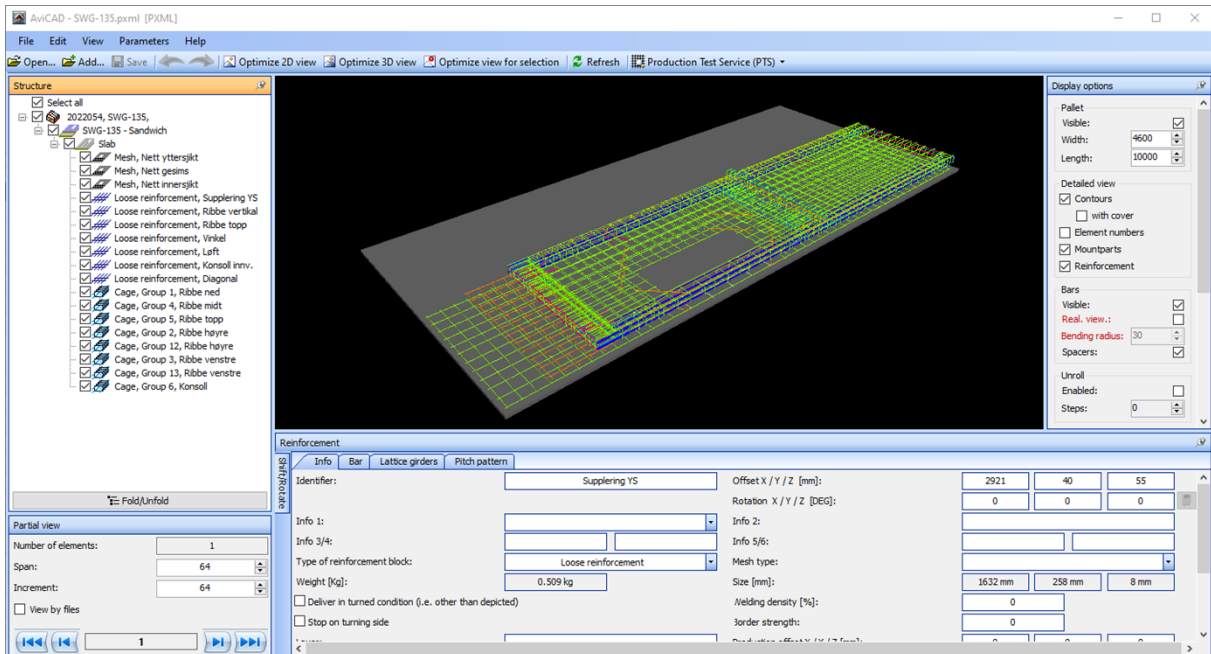 AviCAD - SWG-135.pxml [PXML]
File Edit View Parameters Help
Open... Add... Save Optimize 2D view Optimize 3D view Optimize view for selection Refresh Production Test Service (PTS)
Structure
Select all
2022054, SWG-135,
SWG-135 - Sandwich
Slab
Mesh, Nett yttersjikt
Mesh, Nett gesims
Mesh, Nett innersjikt
Loose reinforcement, Supplering YS
Loose reinforcement, Ribbe vertikal
Loose reinforcement, Ribbe topp
Loose reinforcement, Vinkel
Loose reinforcement, Løft
Loose reinforcement, Konsoll innv.
Loose reinforcement, Diagonal
Cage, Group 1, Ribbe ned
Cage, Group 4, Ribbe midt
Cage, Group 5, Ribbe topp
Cage, Group 2, Ribbe høyre
Cage, Group 12, Ribbe høyre
Cage, Group 3, Ribbe venstre
Cage, Group 13, Ribbe venstre
Cage, Group 6, Konsoll
Fold/Unfold
Partial view
Number of elements: 1
Span: 64
Increment: 64
View by files
1
Display options
Pallet
Visible:
Width: 4600
Length: 10000
Detailed view
Contours
with cover
Element numbers
Mountparts
Reinforcement
Bars
Visible:
Real. view.:
Bending radius: 30
Spacers:
Unroll
Enabled:
Steps: 0
Reinforcement
Shift/Rotate
Info Bar Lattice girders Pitch pattern
Identifier: Supplering YS Offset X / Y / Z [mm]: 2921 40 55
Rotation X / Y / Z [DEG]: 0 0 0
Info 1: Info 2:
Info 3/4: Info 5/6:
Type of reinforcement block: Loose reinforcement Mesh type:
Weight [Kg]: 0.509 kg Size [mm]: 1632 mm 258 mm 8 mm
Deliver in turned condition (i.e. other than depicted) Welding density [%]: 0
Stop on turning side Border strength: 0
Layer: Production offset X / Y / Z [mm]: 0 0 0